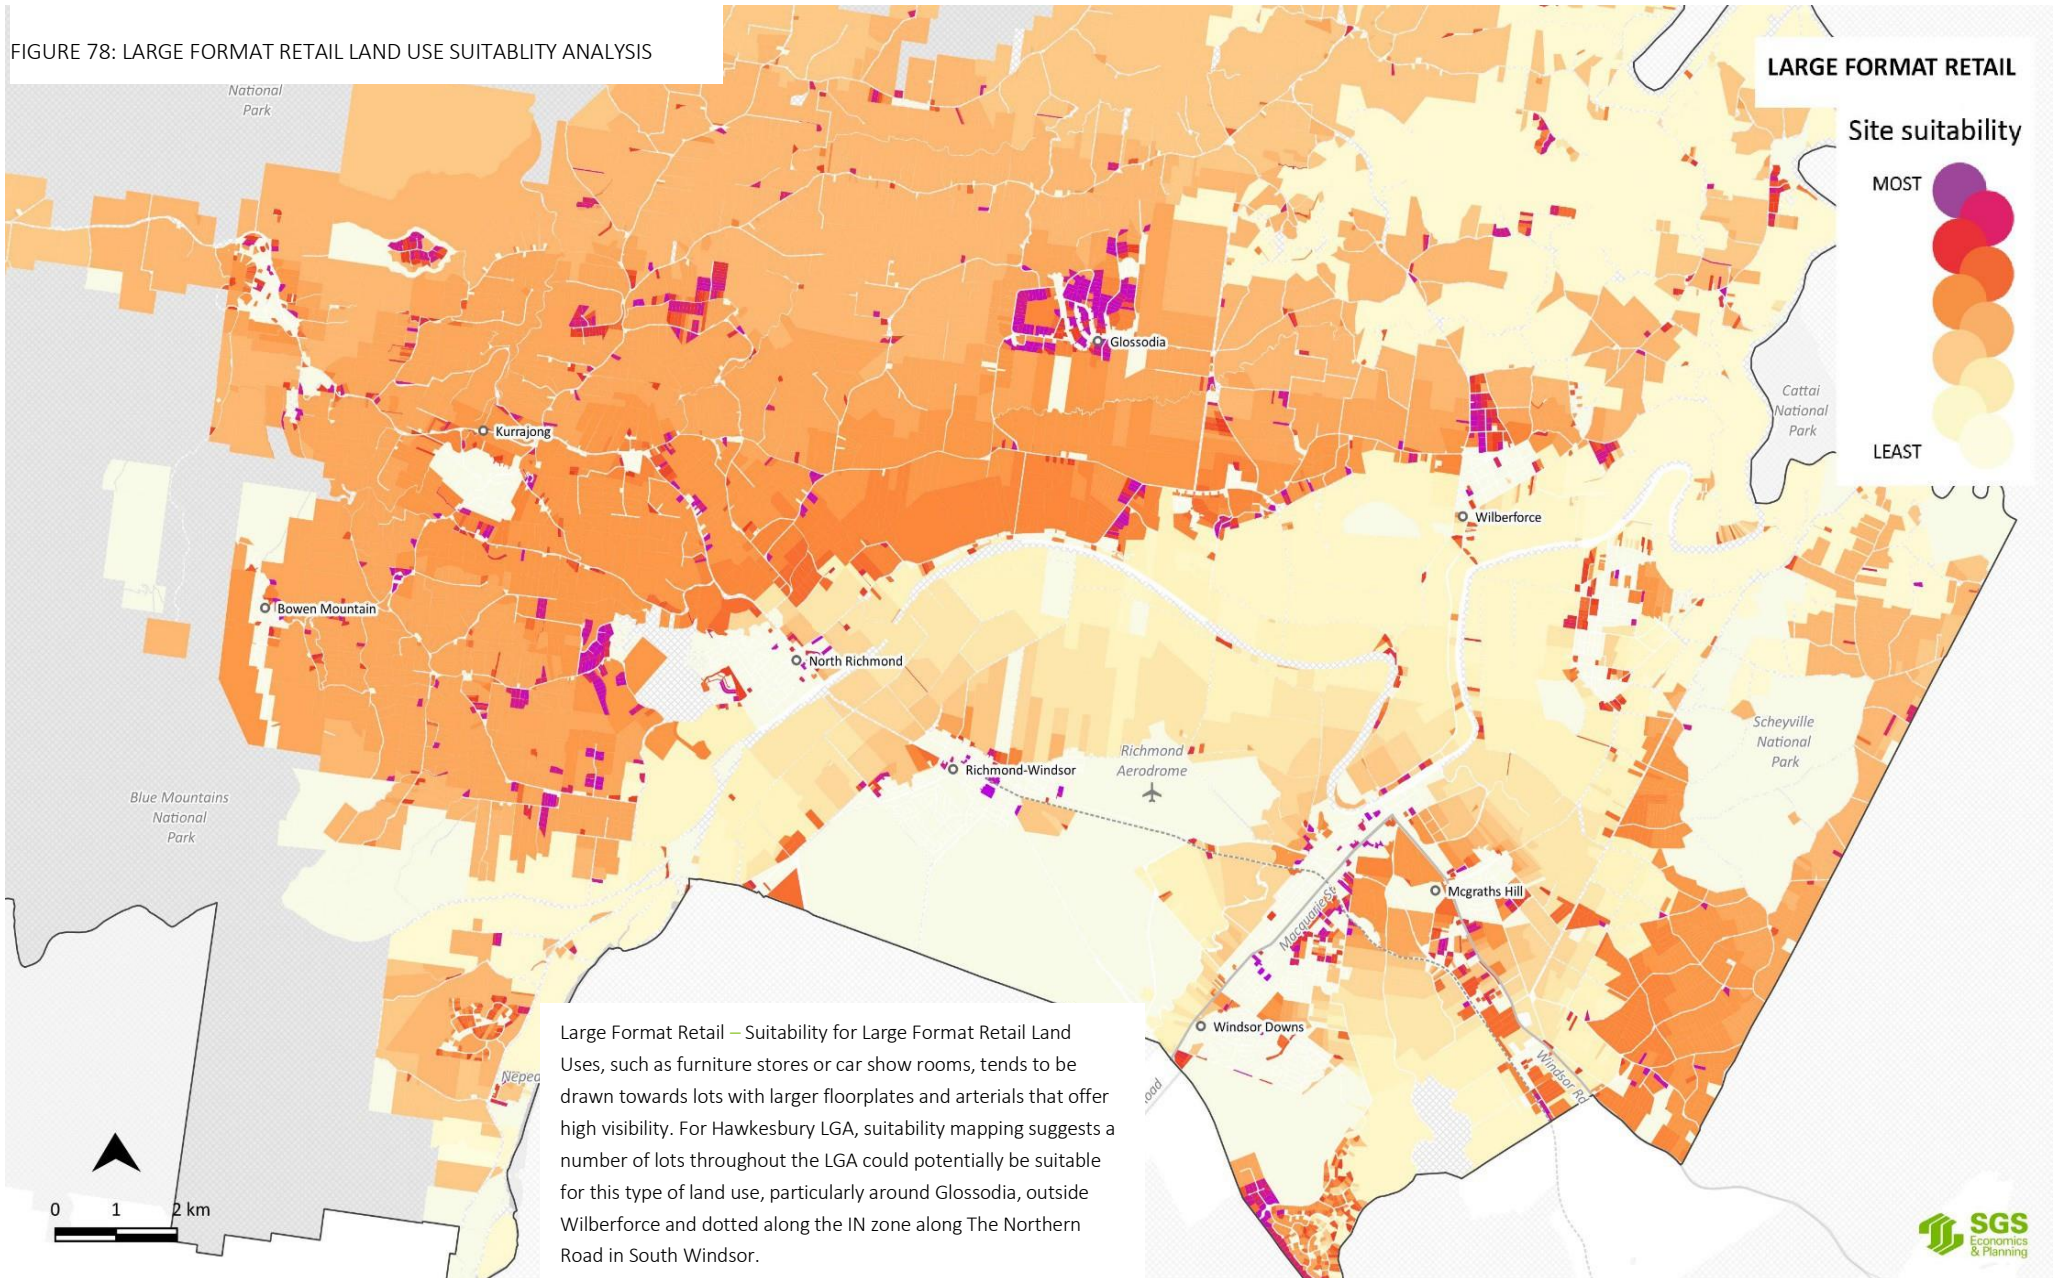 FIGURE 78: LARGE FORMAT RETAIL LAND USE SUITABLITY ANALYSIS
LARGE FORMAT RETAIL
Site suitability
MOST
LEAST
National
Park
Glossodia
Cattai
National
Park
Kurrajong
Wilberforce
Bowen Mountain
North Richmond
Scheyville
National
Park
Richmond
Aerodrome
Richmond-Windsor
Blue Mountains
National
Park
Mcgraths Hill
Macquarie St
Windsor Downs
Windsor Rd
Nepea
oad
Large Format Retail – Suitability for Large Format Retail Land
Uses, such as furniture stores or car show rooms, tends to be
drawn towards lots with larger floorplates and arterials that offer
high visibility. For Hawkesbury LGA, suitability mapping suggests a
number of lots throughout the LGA could potentially be suitable
for this type of land use, particularly around Glossodia, outside
Wilberforce and dotted along the IN zone along The Northern
Road in South Windsor.
0 1 2 km
SGS
Economics
& Planning